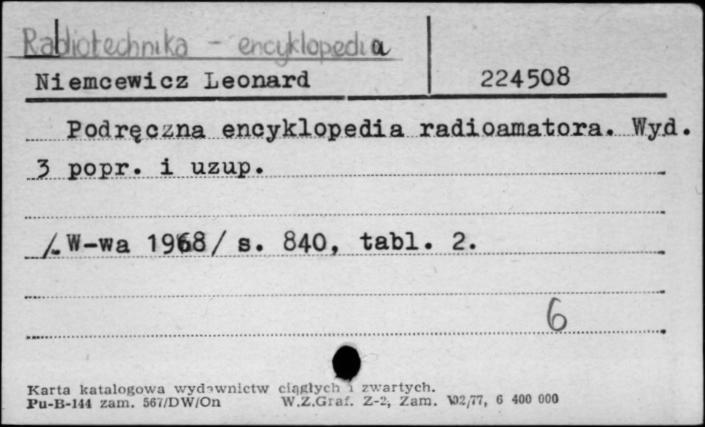 Radiotechnika - encyklopedia
Niemcewicz Leonard 224508
Podręczna encyklopedia radioamatora. Wyd.
3 popr. i uzup.
/.W-wa 1968/ s. 840, tabl. 2.
6
Karta katalogowa wydawnictw ciągłych i zwartych.
Pu-B-144 zam. 567/DW/On W.Z.Graf. Z-2, Zam. 102/77, 6 400 000